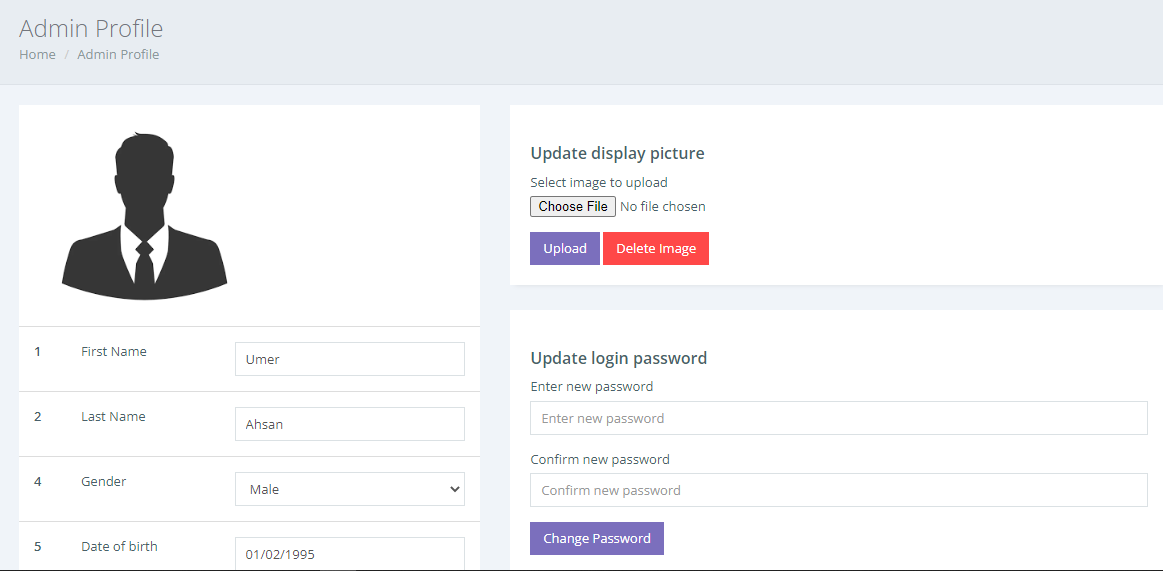 Admin Profile
Home / Admin Profile
1 First Name Umer
2 Last Name Ahsan
4 Gender Male
5 Date of birth 01/02/1995
Update display picture
Select image to upload
Choose File No file chosen
Upload Delete Image
Update login password
Enter new password
Enter new password
Confirm new password
Confirm new password
Change Password